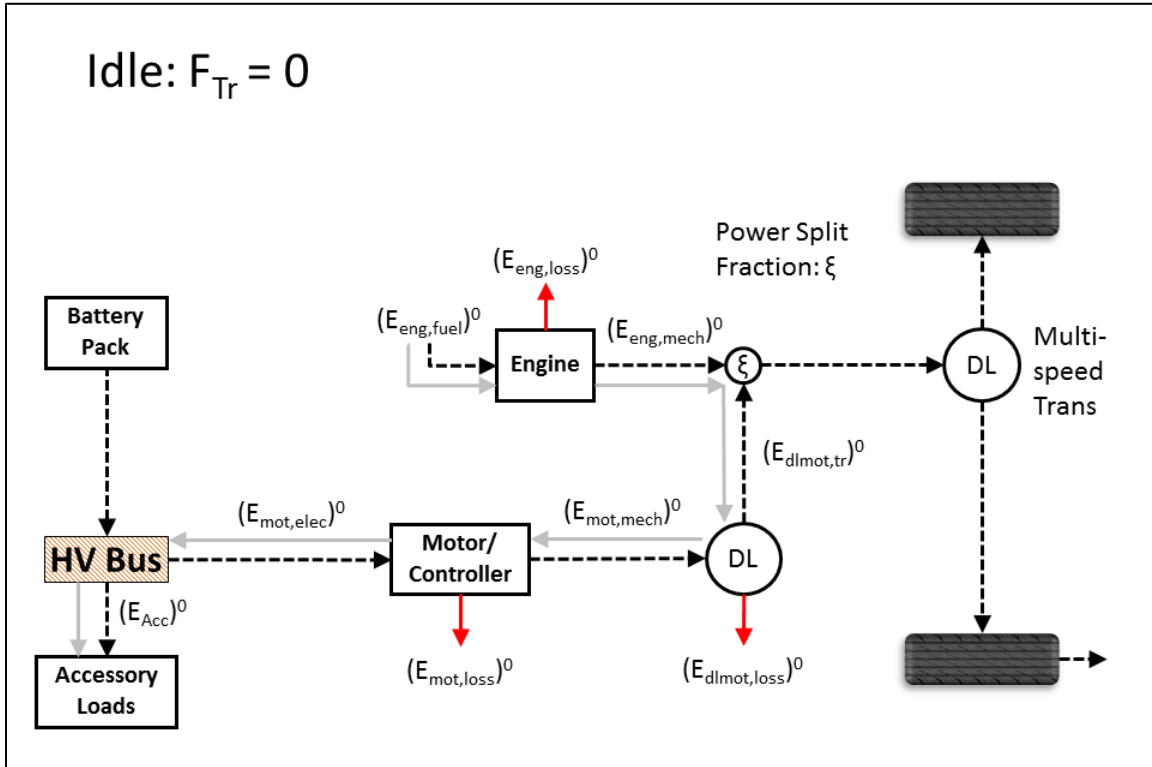 Idle: F_Tr = 0
Power Split
Fraction: ξ
(E_eng,loss)^0
Battery
Pack
(E_eng,fuel)^0
(E_eng,mech)^0
Engine
ξ
DL
Multi-
speed
Trans
(E_dlmot,tr)^0
(E_mot,elec)^0
(E_mot,mech)^0
HV Bus
Motor/
Controller
DL
(E_Acc)^0
Accessory
Loads
(E_mot,loss)^0
(E_dlmot,loss)^0